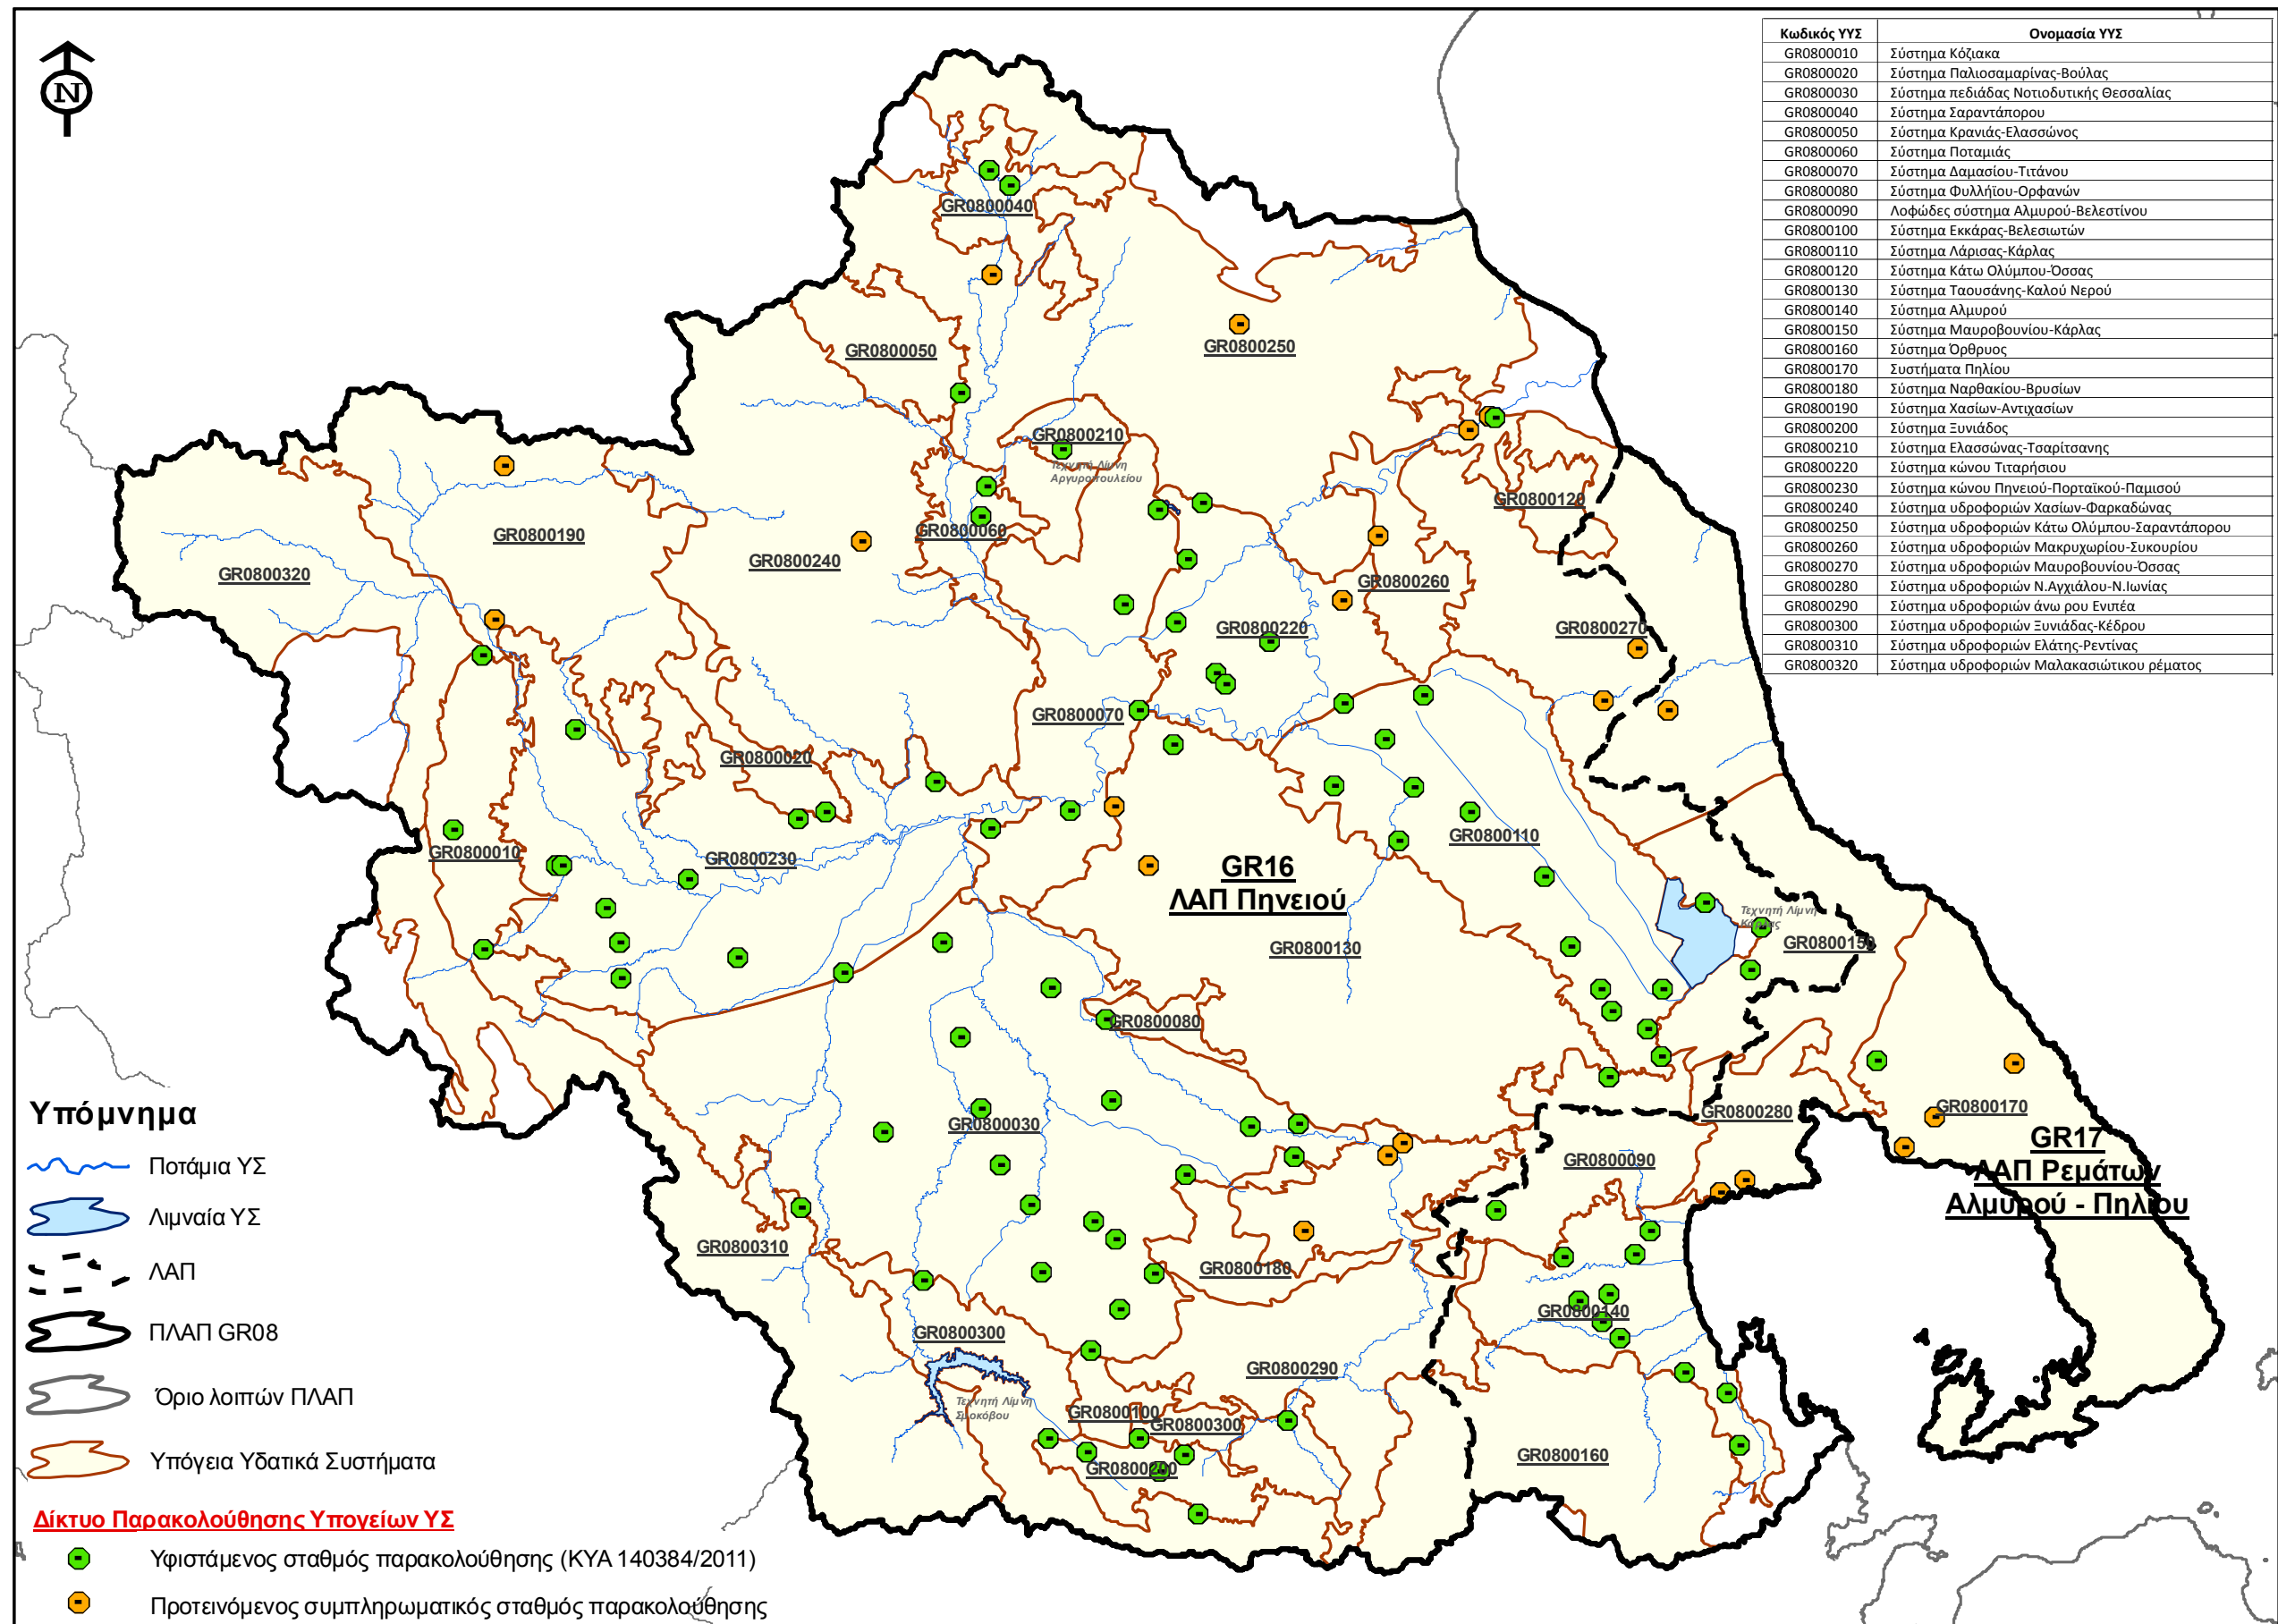 N
Κωδικός ΥΥΣ Ονομασία ΥΥΣ
GR0800010 Σύστημα Κόζιακα
GR0800020 Σύστημα Παλιοσαμαρίνας-Βούλας
GR0800030 Σύστημα πεδιάδας Νοτιοδυτικής Θεσσαλίας
GR0800040 Σύστημα Σαραντάπορου
GR0800050 Σύστημα Κρανιάς-Ελασσώνος
GR0800060 Σύστημα Ποταμιάς
GR0800070 Σύστημα Δαμασίου-Τιτάνου
GR0800080 Σύστημα Φυλλήϊου-Ορφανών
GR0800090 Λοφώδες σύστημα Αλμυρού-Βελεστίνου
GR0800100 Σύστημα Εκκάρας-Βελεσιωτών
GR0800110 Σύστημα Λάρισας-Κάρλας
GR0800120 Σύστημα Κάτω Ολύμπου-Όσσας
GR0800130 Σύστημα Ταουσάνης-Καλού Νερού
GR0800140 Σύστημα Αλμυρού
GR0800150 Σύστημα Μαυροβουνίου-Κάρλας
GR0800160 Σύστημα Όρθρυος
GR0800170 Συστήματα Πηλίου
GR0800180 Σύστημα Ναρθακίου-Βρυσίων
GR0800190 Σύστημα Χασίων-Αντιχασίων
GR0800200 Σύστημα Ξυνιάδος
GR0800210 Σύστημα Ελασσώνας-Τσαρίτσανης
GR0800220 Σύστημα κώνου Τιταρήσιου
GR0800230 Σύστημα κώνου Πηνειού-Πορταϊκού-Παμισού
GR0800240 Σύστημα υδροφοριών Χασίων-Φαρκαδώνας
GR0800250 Σύστημα υδροφοριών Κάτω Ολύμπου-Σαραντάπορου
GR0800260 Σύστημα υδροφοριών Μακρυχωρίου-Συκουρίου
GR0800270 Σύστημα υδροφοριών Μαυροβουνίου-Όσσας
GR0800280 Σύστημα υδροφοριών Ν.Αγχιάλου-Ν.Ιωνίας
GR0800290 Σύστημα υδροφοριών άνω ρου Ενιπέα
GR0800300 Σύστημα υδροφοριών Ξυνιάδας-Κέδρου
GR0800310 Σύστημα υδροφοριών Ελάτης-Ρεντίνας
GR0800320 Σύστημα υδροφοριών Μαλακασιώτικου ρέματος
GR0800040
GR0800050
GR0800250
GR0800210
Τεχνητή Λίμνη
Αργυροπουλείου
GR0800120
GR0800190
GR0800060
GR0800240
GR0800320
GR0800260
GR0800220
GR0800270
GR0800070
GR0800020
GR0800110
GR0800010
GR0800230
GR16
ΛΑΠ Πηνειού
Τεχνητή Λίμνη
Κάρλας
GR0800130
GR0800150
GR0800080
GR0800170
GR0800280
GR0800030
GR17
ΛΑΠ Ρεμάτων
Αλμυρού - Πηλίου
GR0800090
GR0800310
GR0800180
GR0800140
GR0800300
GR0800290
Τεχνητή Λίμνη
Σμοκόβου
GR0800100
GR0800300
GR0800200
GR0800160
Υπόμνημα
Ποτάμια ΥΣ
Λιμναία ΥΣ
ΛΑΠ
ΠΛΑΠ GR08
Όριο λοιπών ΠΛΑΠ
Υπόγεια Υδατικά Συστήματα
Δίκτυο Παρακολούθησης Υπογείων ΥΣ
Υφιστάμενος σταθμός παρακολούθησης (ΚΥΑ 140384/2011)
Προτεινόμενος συμπληρωματικός σταθμός παρακολούθησης